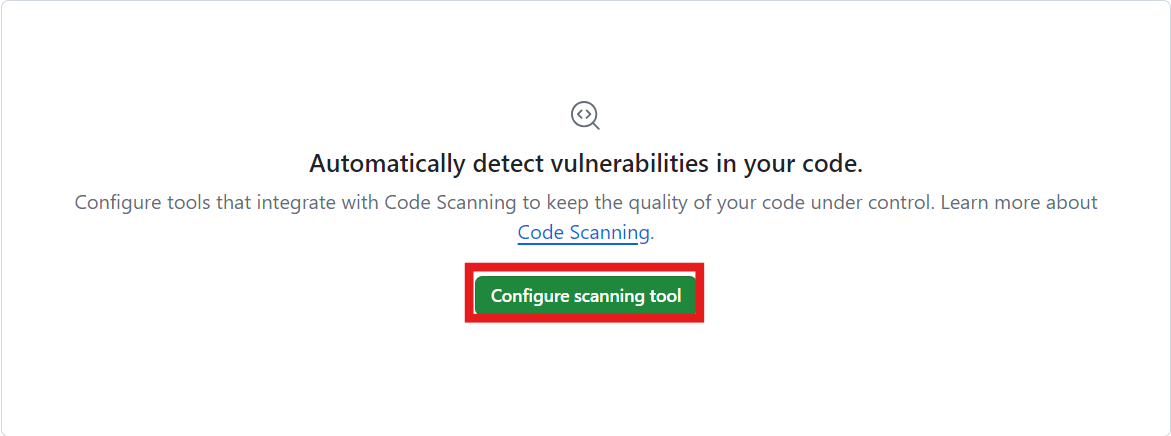 Automatically detect vulnerabilities in your code.
Configure tools that integrate with Code Scanning to keep the quality of your code under control. Learn more about
Code Scanning.
Configure scanning tool